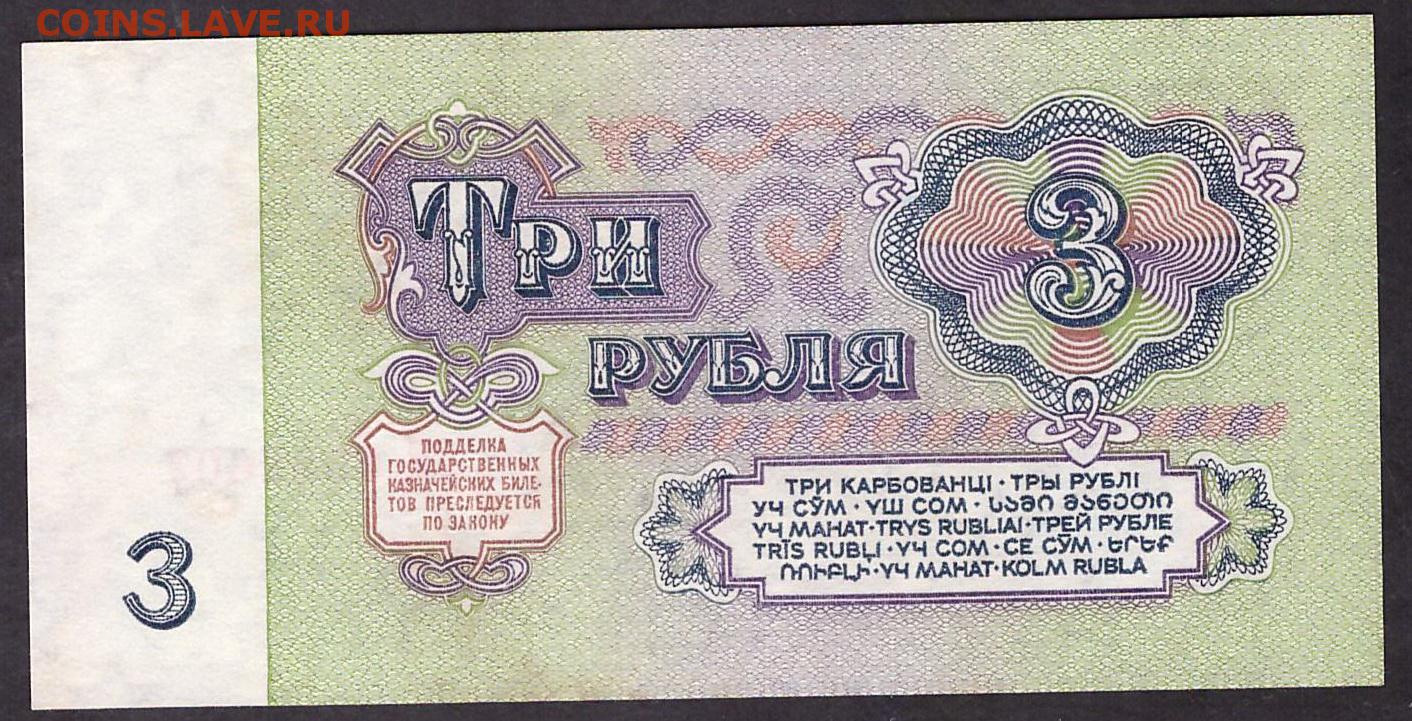 COINS.LAVE.RU
ТРИ
РУБЛЯ
3
ПОДДЕЛКА
ГОСУДАРСТВЕННЫХ
КАЗНАЧЕЙСКИХ БИЛЕ-
ТОВ ПРЕСЛЕДУЕТСЯ
ПО ЗАКОНУ
3
ТРИ КАРБОВАНЦІ · ТРЫ РУБЛІ
УЧ СЎМ · ҮШ СОМ · ᲡᲐᲛᲘ ᲛᲐᲜᲔᲗᲘ
УЧ МАНАТ · TRYS RUBLIAI · ТРЕЙ РУБЛЕ
TRĪS RUBĻI · ҮЧ СОМ · СЕ СЎМ · ԵՐԵՔ
ՌՈՒԲԼԻ · ҮЧ МАНАТ · KOLM RUBLA